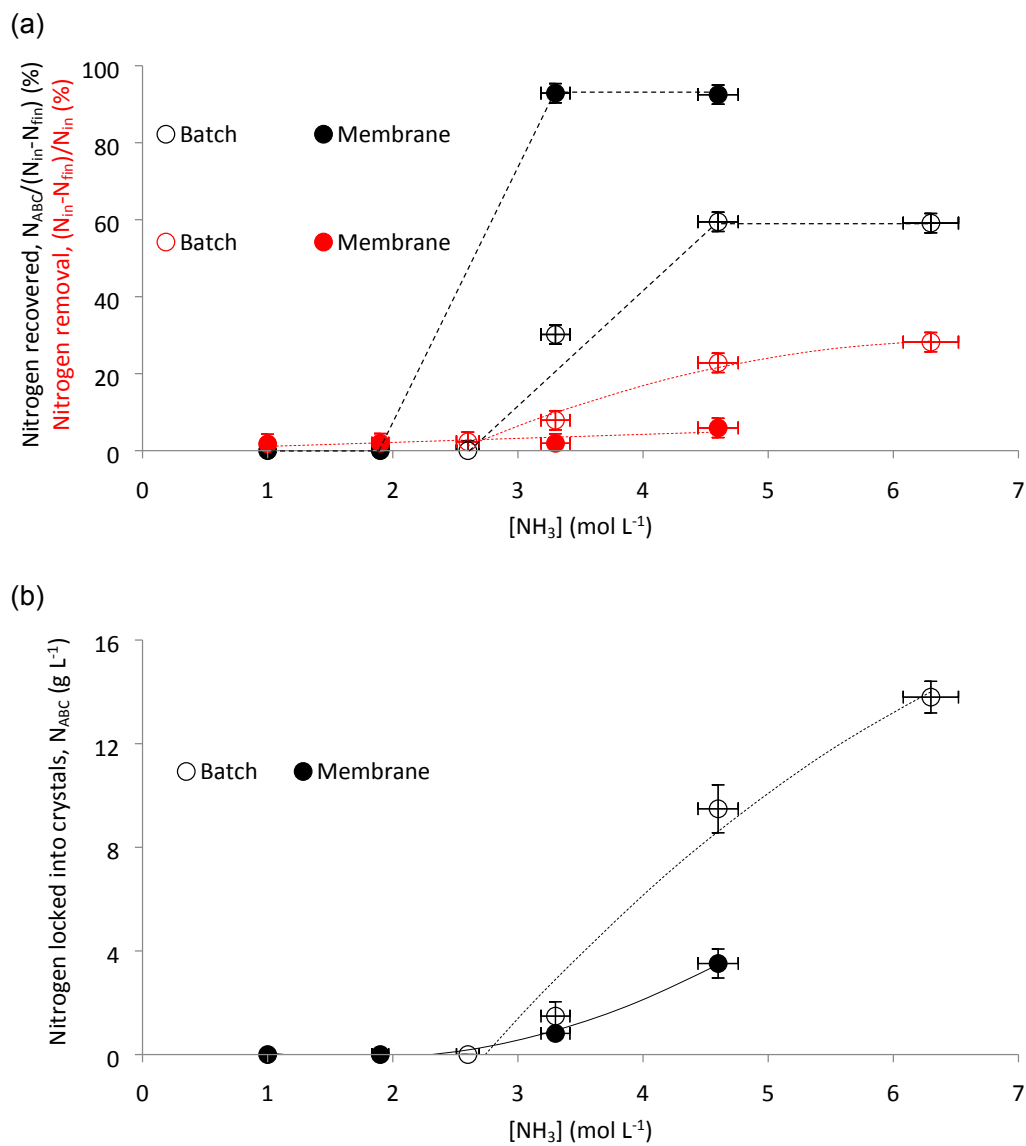 (a)
Nitrogen recovered, N_ABC/(N_in-N_fin) (%)
Nitrogen removal, (N_in-N_fin)/N_in (%)
100
80
60
40
20
0
Batch Membrane
Batch Membrane
0 1 2 3 4 5 6 7
[NH₃] (mol L⁻¹)
(b)
Nitrogen locked into crystals, N_ABC (g L⁻¹)
16
12
8
4
0
Batch Membrane
0 1 2 3 4 5 6 7
[NH₃] (mol L⁻¹)